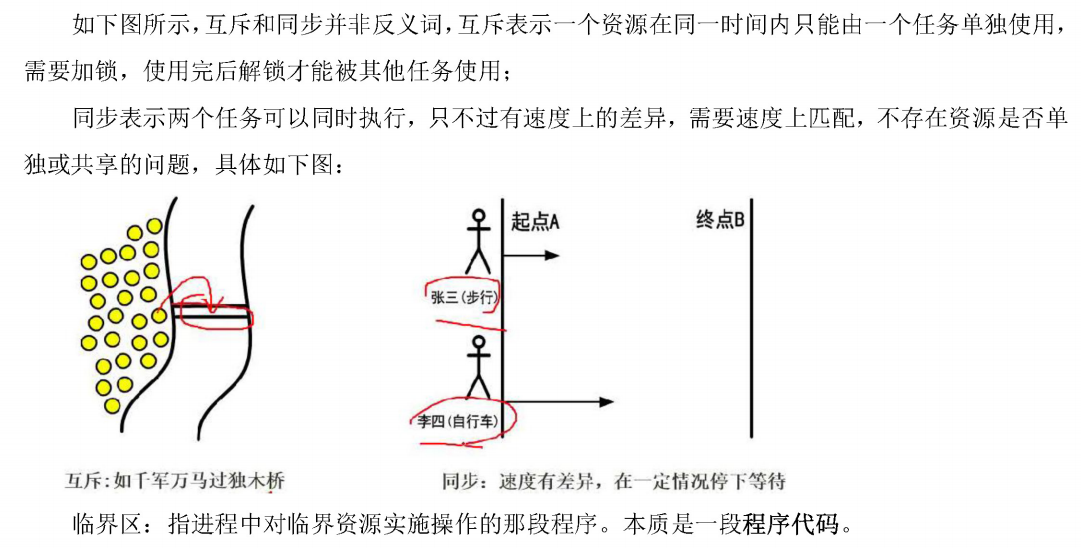 如下图所示，互斥和同步并非反义词，互斥表示一个资源在同一时间内只能由一个任务单独使用，
需要加锁，使用完后解锁才能被其他任务使用；
同步表示两个任务可以同时执行，只不过有速度上的差异，需要速度上匹配，不存在资源是否单
独或共享的问题，具体如下图：
起点A
终点B
张三(步行)
李四(自行车)
互斥:如千军万马过独木桥
同步：速度有差异，在一定情况停下等待
临界区：指进程中对临界资源实施操作的那段程序。本质是一段程序代码。